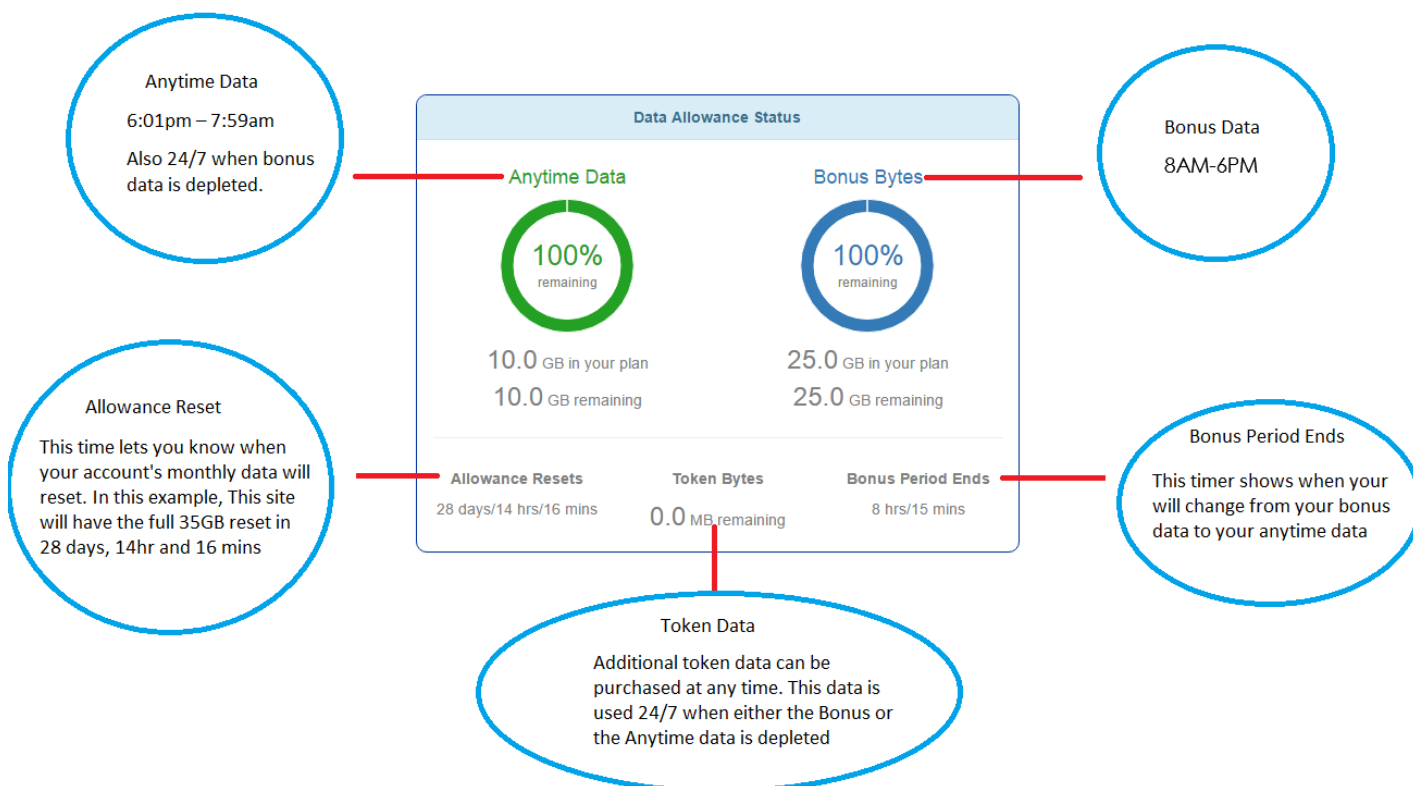 Anytime Data
6:01pm – 7:59am
Also 24/7 when bonus
data is depleted.
Bonus Data
8AM-6PM
Data Allowance Status
Anytime Data
100%
remaining
10.0 GB in your plan
10.0 GB remaining
Bonus Bytes
100%
remaining
25.0 GB in your plan
25.0 GB remaining
Allowance Resets
28 days/14 hrs/16 mins
Token Bytes
0.0 MB remaining
Bonus Period Ends
8 hrs/15 mins
Allowance Reset
This time lets you know when
your account's monthly data will
reset. In this example, This site
will have the full 35GB reset in
28 days, 14hr and 16 mins
Bonus Period Ends
This timer shows when your
will change from your bonus
data to your anytime data
Token Data
Additional token data can be
purchased at any time. This data is
used 24/7 when either the Bonus or
the Anytime data is depleted